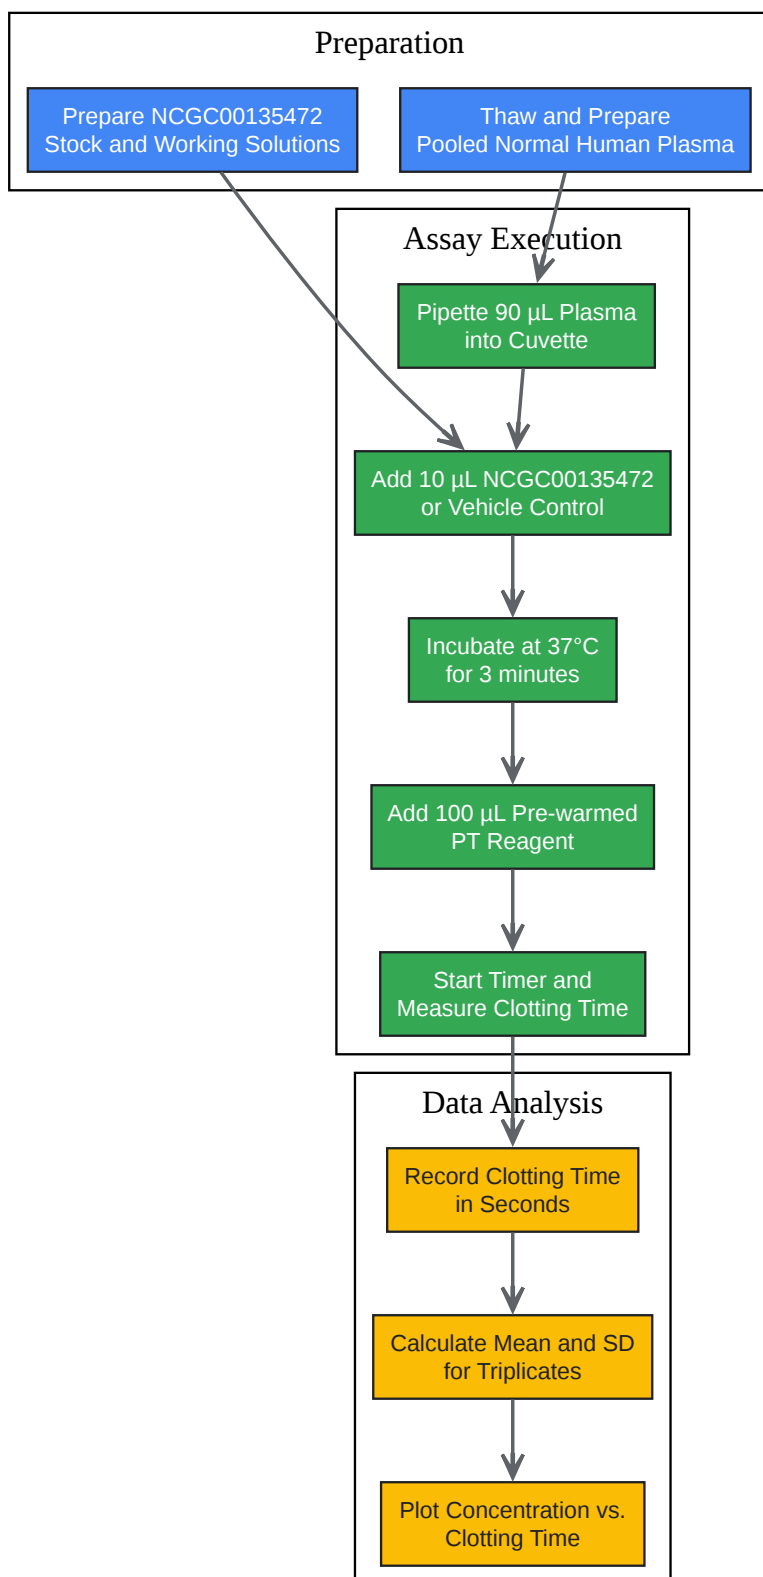 Preparation
Prepare NCGC00135472
Stock and Working Solutions
Thaw and Prepare
Pooled Normal Human Plasma
Assay Execution
Pipette 90 µL Plasma
into Cuvette
Add 10 µL NCGC00135472
or Vehicle Control
Incubate at 37°C
for 3 minutes
Add 100 µL Pre-warmed
PT Reagent
Start Timer and
Measure Clotting Time
Data Analysis
Record Clotting Time
in Seconds
Calculate Mean and SD
for Triplicates
Plot Concentration vs.
Clotting Time